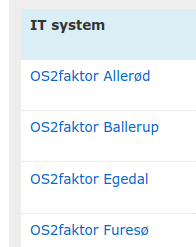 IT system
OS2faktor Allerød
OS2faktor Ballerup
OS2faktor Egedal
OS2faktor Furesø